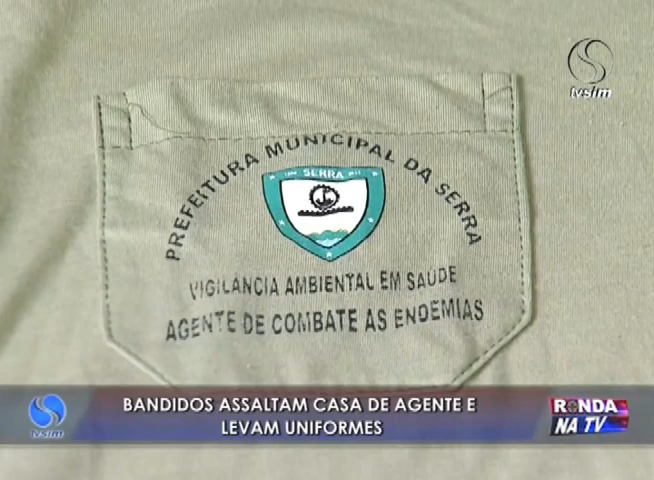 tvsim
PREFEITURA MUNICIPAL DA SERRA
SERRA
VIGILÂNCIA AMBIENTAL EM SAÚDE
AGENTE DE COMBATE AS ENDEMIAS
BANDIDOS ASSALTAM CASA DE AGENTE E
LEVAM UNIFORMES
tvsim
RONDA
NA TV